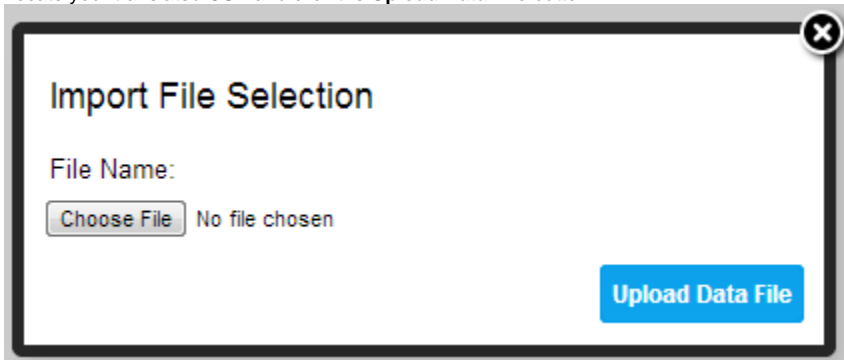 Import File Selection
File Name:
Choose File No file chosen
Upload Data File